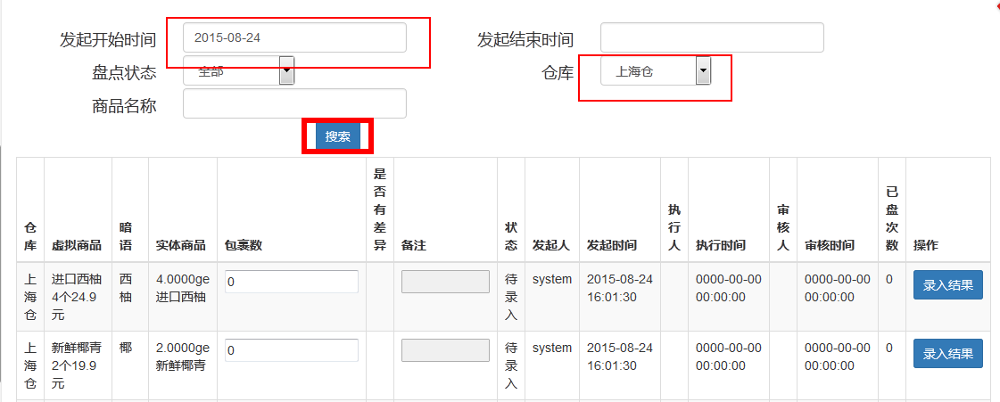 发起开始时间 2015-08-24 发起结束时间
盘点状态 全部 仓库 上海仓
商品名称
搜索
仓库 虚拟商品 暗语 实体商品 包裹数 是否有差异 备注 状态 发起人 发起时间 执行人 执行时间 审核人 审核时间 已盘次数 操作
上海仓 进口西柚4个24.9元 西柚 4.0000ge进口西柚 0 待录入 system 2015-08-24 16:01:30 0000-00-00 00:00:00 0000-00-00 00:00:00 0 录入结果
上海仓 新鲜椰青2个19.9元 椰 2.0000ge新鲜椰青 0 待录入 system 2015-08-24 16:01:30 0000-00-00 00:00:00 0000-00-00 00:00:00 0 录入结果